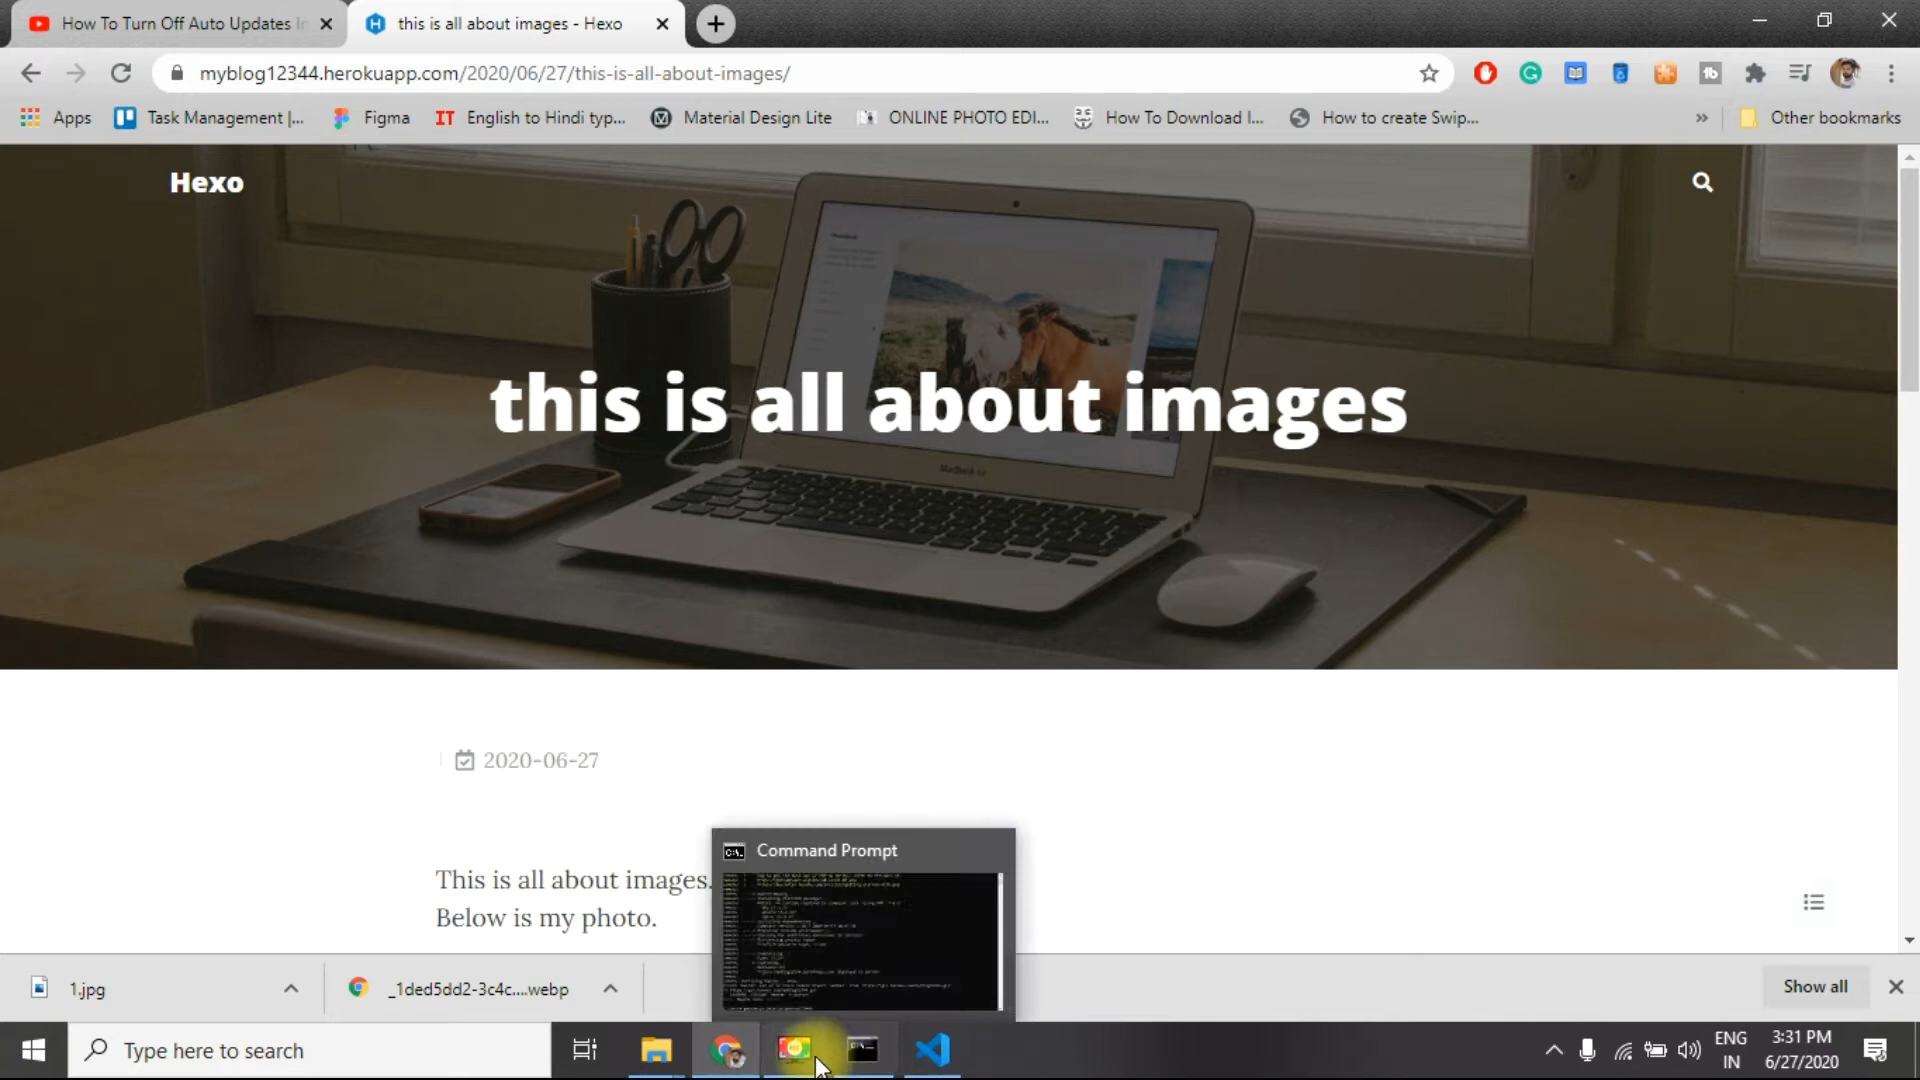 How To Turn Off Auto Updates In
this is all about images - Hexo
myblog12344.herokuapp.com/2020/06/27/this-is-all-about-images/
Apps
Task Management |...
Figma
IT English to Hindi typ...
Material Design Lite
ONLINE PHOTO EDI...
How To Download I...
How to create Swip...
»
Other bookmarks
Hexo
this is all about images
2020-06-27
This is all about images.
Below is my photo.
Command Prompt
1.jpg
_1ded5dd2-3c4c....webp
Show all
Type here to search
ENG
IN
3:31 PM
6/27/2020